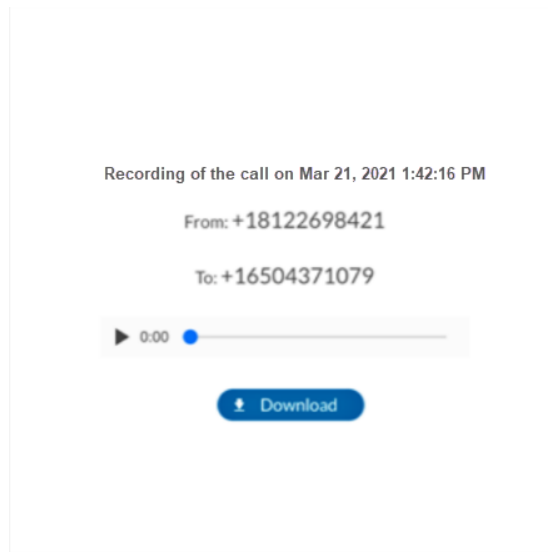 Recording of the call on Mar 21, 2021 1:42:16 PM
From: +18122698421
To: +16504371079
0:00
Download